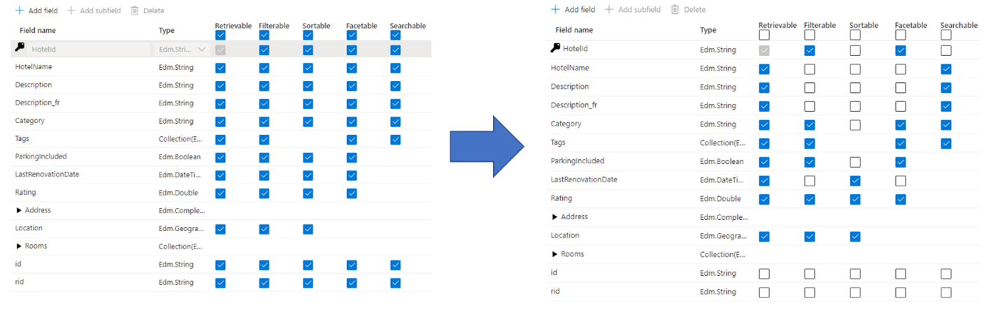 Add field Add subfield Delete
Field name Type Retrievable Filterable Sortable Facetable Searchable
HotelId Edm.Stri...
HotelName Edm.String
Description Edm.String
Description_fr Edm.String
Category Edm.String
Tags Collection(E...
ParkingIncluded Edm.Boolean
LastRenovationDate Edm.DateTi...
Rating Edm.Double
Address Edm.Comple...
Location Edm.Geogra...
Rooms Collection(E...
id Edm.String
rid Edm.String
Add field Add subfield Delete
Field name Type Retrievable Filterable Sortable Facetable Searchable
HotelId Edm.String
HotelName Edm.String
Description Edm.String
Description_fr Edm.String
Category Edm.String
Tags Collection(E...
ParkingIncluded Edm.Boolean
LastRenovationDate Edm.DateTi...
Rating Edm.Double
Address Edm.Comple...
Location Edm.Geogra...
Rooms Collection(E...
id Edm.String
rid Edm.String